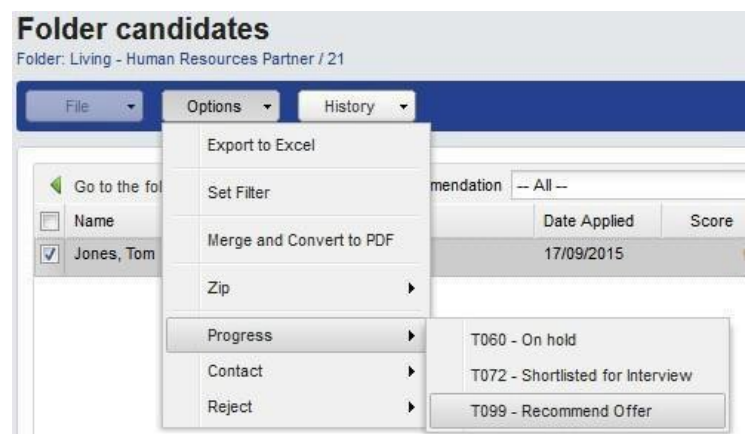 Folder candidates
Folder: Living - Human Resources Partner / 21
File Options History
Export to Excel
Go to the fol
Set Filter
mendation -- All --
Name Date Applied Score
Merge and Convert to PDF
Jones, Tom 17/09/2015
Zip
Progress
T060 - On hold
Contact
T072 - Shortlisted for Interview
Reject
T099 - Recommend Offer